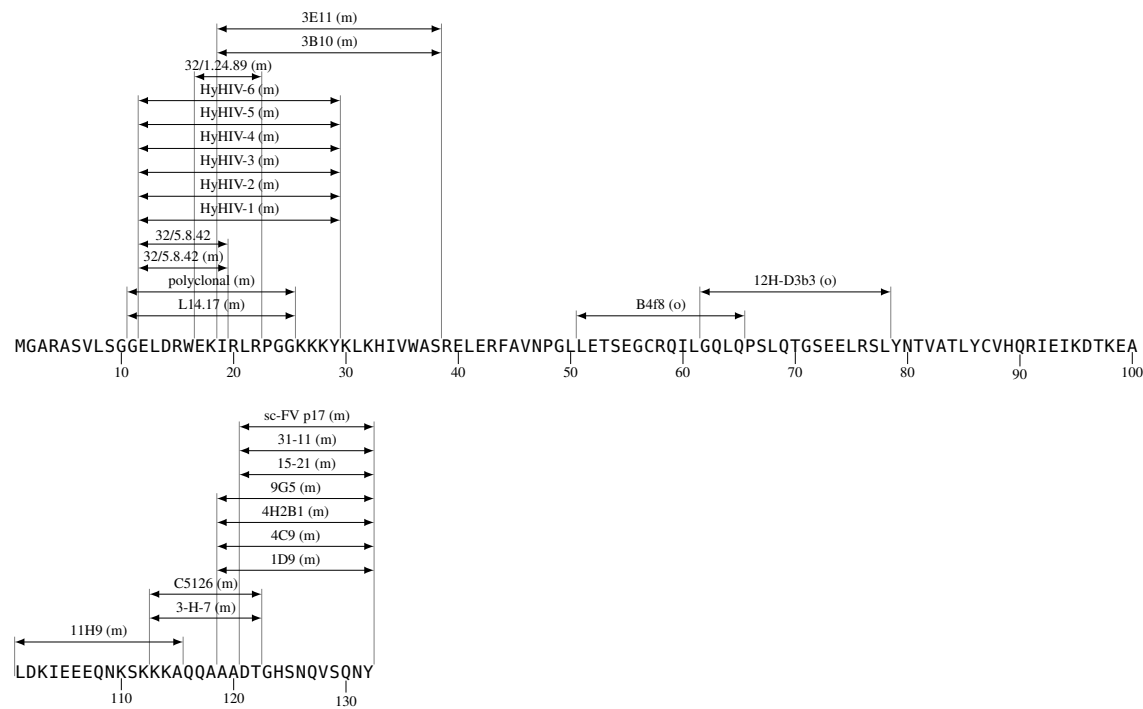 3E11 (m)
3B10 (m)
32/1.24.89 (m)
HyHIV-6 (m)
HyHIV-5 (m)
HyHIV-4 (m)
HyHIV-3 (m)
HyHIV-2 (m)
HyHIV-1 (m)
32/5.8.42
32/5.8.42 (m)
polyclonal (m) 12H-D3b3 (o)
L14.17 (m) B4f8 (o)
MGARASVLSGGELDRWEKIRLRPGGKKKYKLKHIVWASRELERFAVNPGLLETSEGCRQILGQLQPSLQTGSEELRSLYNTVATLYCVHQRIEIKDTKEA
10 20 30 40 50 60 70 80 90 100
sc-FV p17 (m)
31-11 (m)
15-21 (m)
9G5 (m)
4H2B1 (m)
4C9 (m)
1D9 (m)
C5126 (m)
3-H-7 (m)
11H9 (m)
LDKIEEEQNKSKKKAQQAAADTGHSNQVSQNY
110 120 130